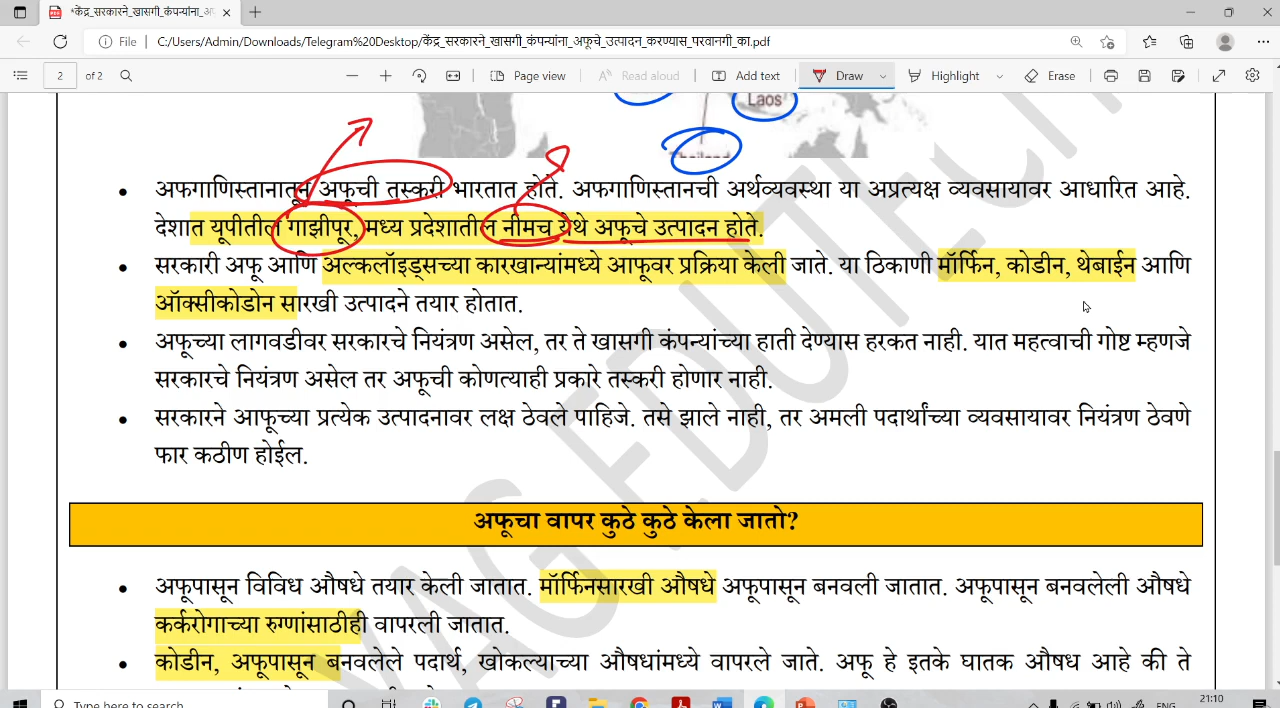 *केंद्र_सरकारने_खासगी_कंपन्यांना_अफ
File | C:/Users/Admin/Downloads/Telegram%20Desktop/केंद्र_सरकारने_खासगी_कंपन्यांना_अफूचे_उत्पादन_करण्यास_परवानगी_का.pdf
2 of 2 Page view Read aloud Add text Draw Highlight Erase
Laos
Thailand
• अफगाणिस्तानातून अफूची तस्करी भारतात होते. अफगाणिस्तानची अर्थव्यवस्था या अप्रत्यक्ष व्यवसायावर आधारित आहे.
देशात यूपीतील गाझीपूर, मध्य प्रदेशातील नीमच येथे अफूचे उत्पादन होते.
• सरकारी अफू आणि अल्कलॉइड्सच्या कारखान्यांमध्ये आफूवर प्रक्रिया केली जाते. या ठिकाणी मॉर्फिन, कोडीन, थेबाईन आणि
ऑक्सीकोडोन सारखी उत्पादने तयार होतात.
• अफूच्या लागवडीवर सरकारचे नियंत्रण असेल, तर ते खासगी कंपन्यांच्या हाती देण्यास हरकत नाही. यात महत्वाची गोष्ट म्हणजे
सरकारचे नियंत्रण असेल तर अफूची कोणत्याही प्रकारे तस्करी होणार नाही.
• सरकारने आफूच्या प्रत्येक उत्पादनावर लक्ष ठेवले पाहिजे. तसे झाले नाही, तर अमली पदार्थांच्या व्यवसायावर नियंत्रण ठेवणे
फार कठीण होईल.
अफूचा वापर कुठे कुठे केला जातो?
• अफूपासून विविध औषधे तयार केली जातात. मॉर्फिनसारखी औषधे अफूपासून बनवली जातात. अफूपासून बनवलेली औषधे
कर्करोगाच्या रुग्णांसाठीही वापरली जातात.
• कोडीन, अफूपासून बनवलेले पदार्थ, खोकल्याच्या औषधांमध्ये वापरले जाते. अफू हे इतके घातक औषध आहे की ते
YAG EDUTECH
Type here to search ENG 21:10